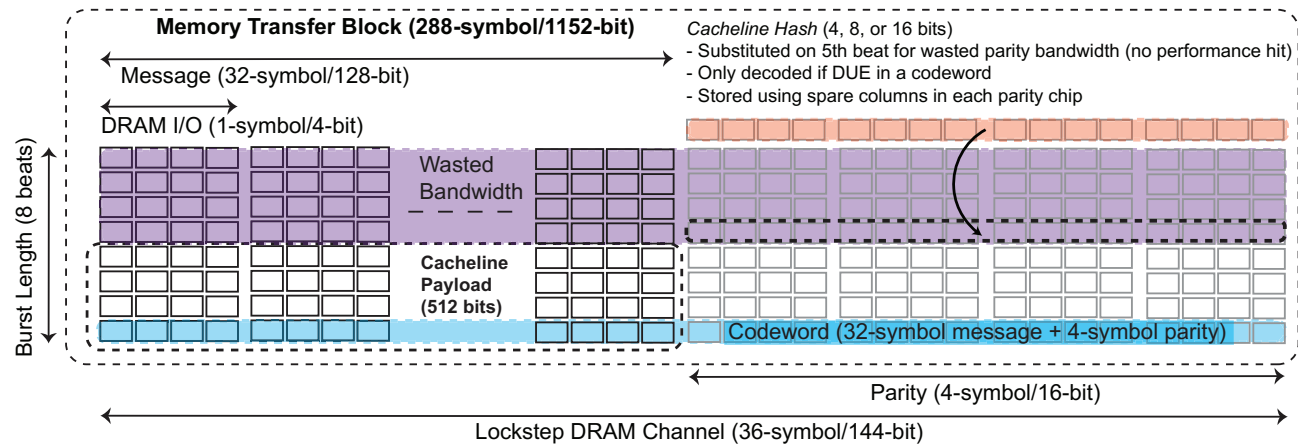 Memory Transfer Block (288-symbol/1152-bit)
Message (32-symbol/128-bit)
DRAM I/O (1-symbol/4-bit)
Cacheline Hash (4, 8, or 16 bits)
- Substituted on 5th beat for wasted parity bandwidth (no performance hit)
- Only decoded if DUE in a codeword
- Stored using spare columns in each parity chip
Burst Length (8 beats)
Wasted
Bandwidth
Cacheline
Payload
(512 bits)
Codeword (32-symbol message + 4-symbol parity)
Parity (4-symbol/16-bit)
Lockstep DRAM Channel (36-symbol/144-bit)